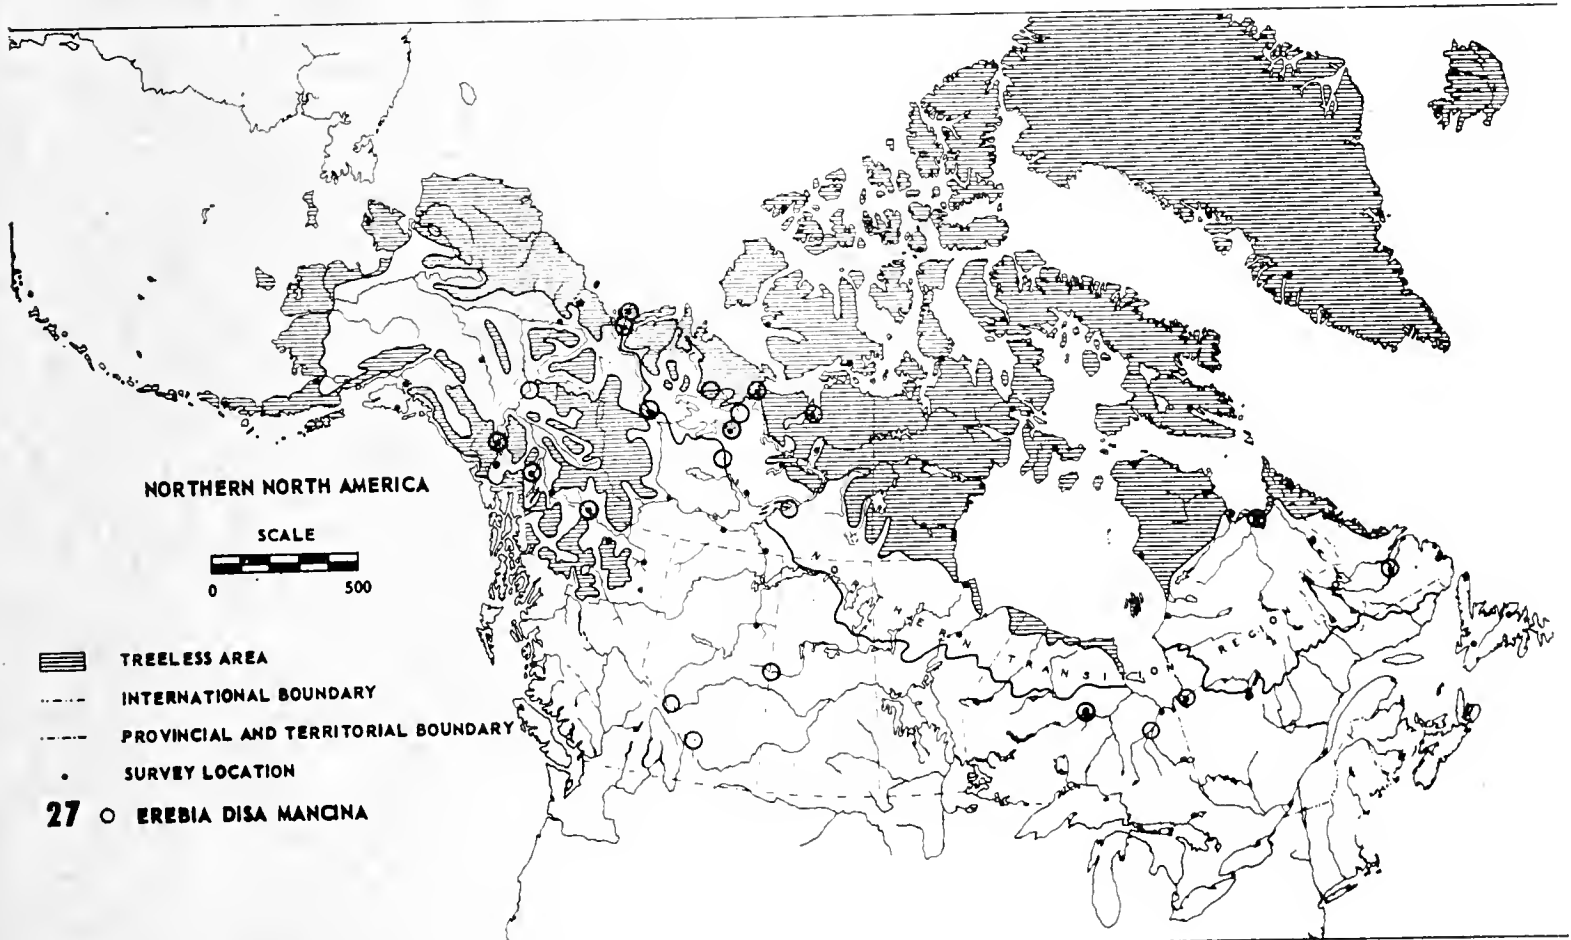 NORTHERN NORTH AMERICA
SCALE
0 500
TREELESS AREA
INTERNATIONAL BOUNDARY
PROVINCIAL AND TERRITORIAL BOUNDARY
SURVEY LOCATION
27 EREBIA DISA MANCINA
NORTHERN TRANSITION REGION